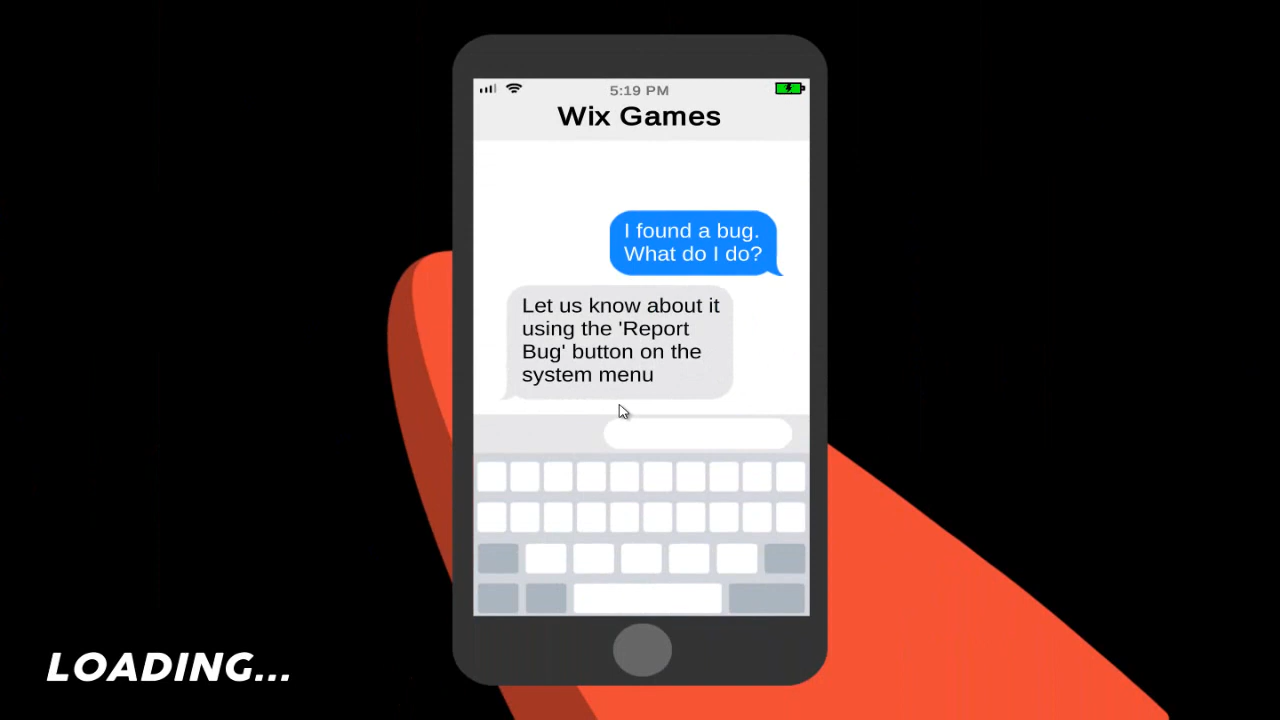 5:19 PM
Wix Games
I found a bug.
What do I do?
Let us know about it
using the 'Report
Bug' button on the
system menu
LOADING...